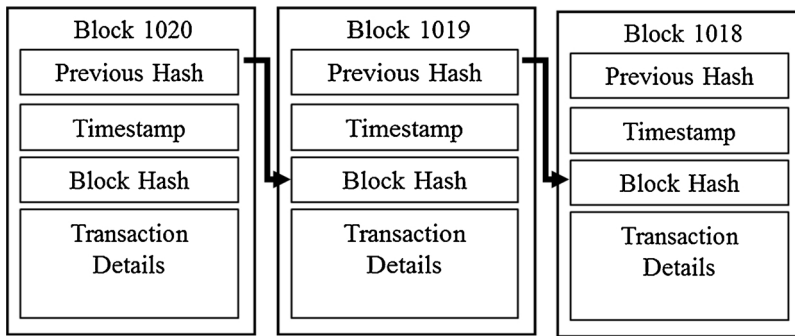 Block 1020
Previous Hash
Timestamp
Block Hash
Transaction
Details
Block 1019
Previous Hash
Timestamp
Block Hash
Transaction
Details
Block 1018
Previous Hash
Timestamp
Block Hash
Transaction
Details